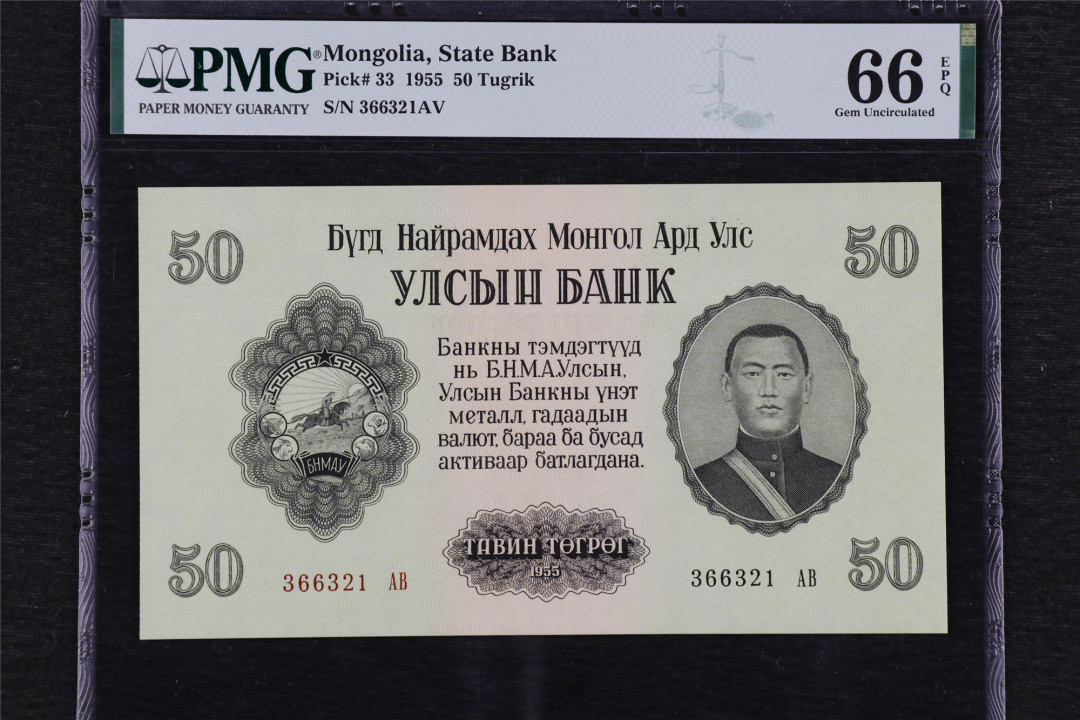 PMG®
PAPER MONEY GUARANTY
Mongolia, State Bank
Pick# 33 1955 50 Tugrik
S/N 366321AV
66
EPQ
Gem Uncirculated
50
Бүгд Найрамдах Монгол Ард Улс
50
УЛСЫН БАНК
Банкны тэмдэгтүүд
нь Б.Н.М.А.Улсын,
Улсын Банкны үнэт
металл, гадаадын
валют, бараа ба бусад
активаар батлагдана.
БНМАУ
50
366321 АВ
ТАВИН ТӨГРӨГ
1955
366321 АВ
50